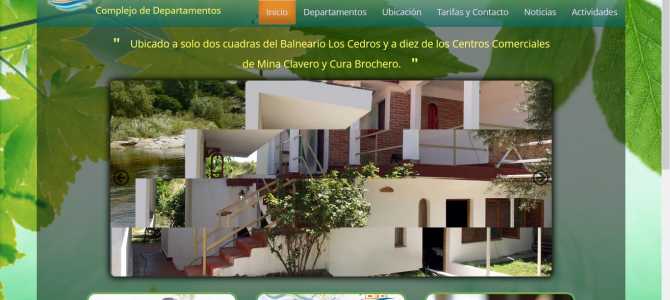 Complejo de Departamentos
Inicio Departamentos Ubicación Tarifas y Contacto Noticias Actividades
" Ubicado a solo dos cuadras del Balneario Los Cedros y a diez de los Centros Comerciales
de Mina Clavero y Cura Brochero. "